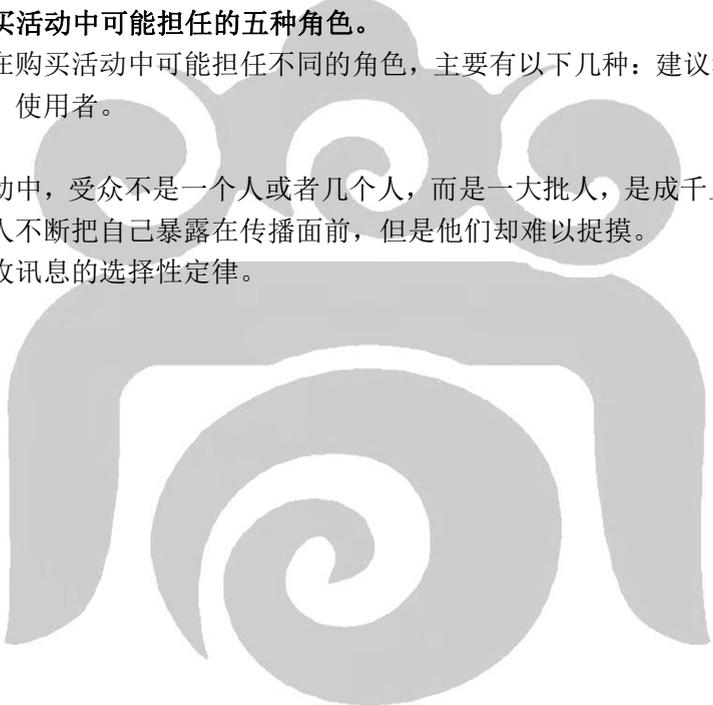 买活动中可能担任的五种角色。
在购买活动中可能担任不同的角色，主要有以下几种：建议
使用者。
动中，受众不是一个人或者几个人，而是一大批人，是成千
人不断把自己暴露在传播面前，但是他们却难以捉摸。
收讯息的选择性定律。